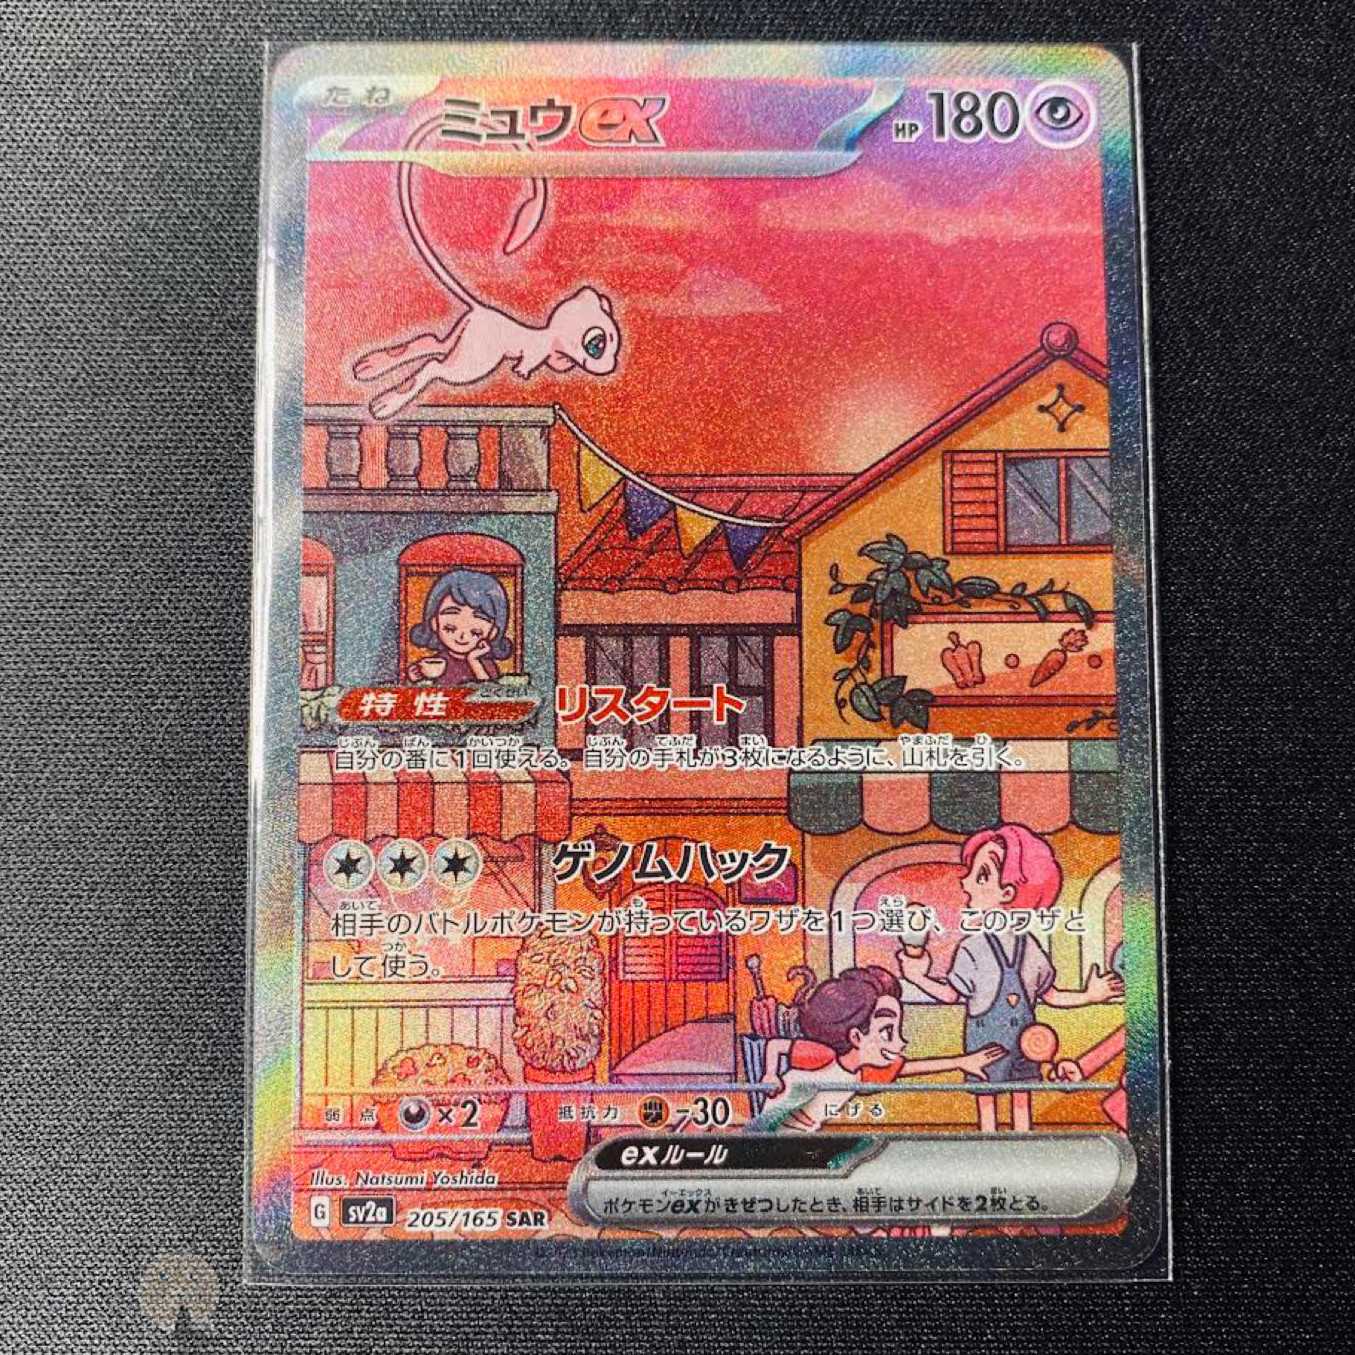 たね ミュウex HP 180
特性 リスタート
自分の番に1回使える。自分の手札が3枚になるように、山札を引く。
ゲノムハック
相手のバトルポケモンが持っているワザを1つ選び、このワザと
して使う。
弱点 ×2 抵抗力 -30 にげる
exルール
ポケモンexがきぜつしたとき、相手はサイドを2枚とる。
Illus. Natsumi Yoshida
G sv2a 205/165 SAR